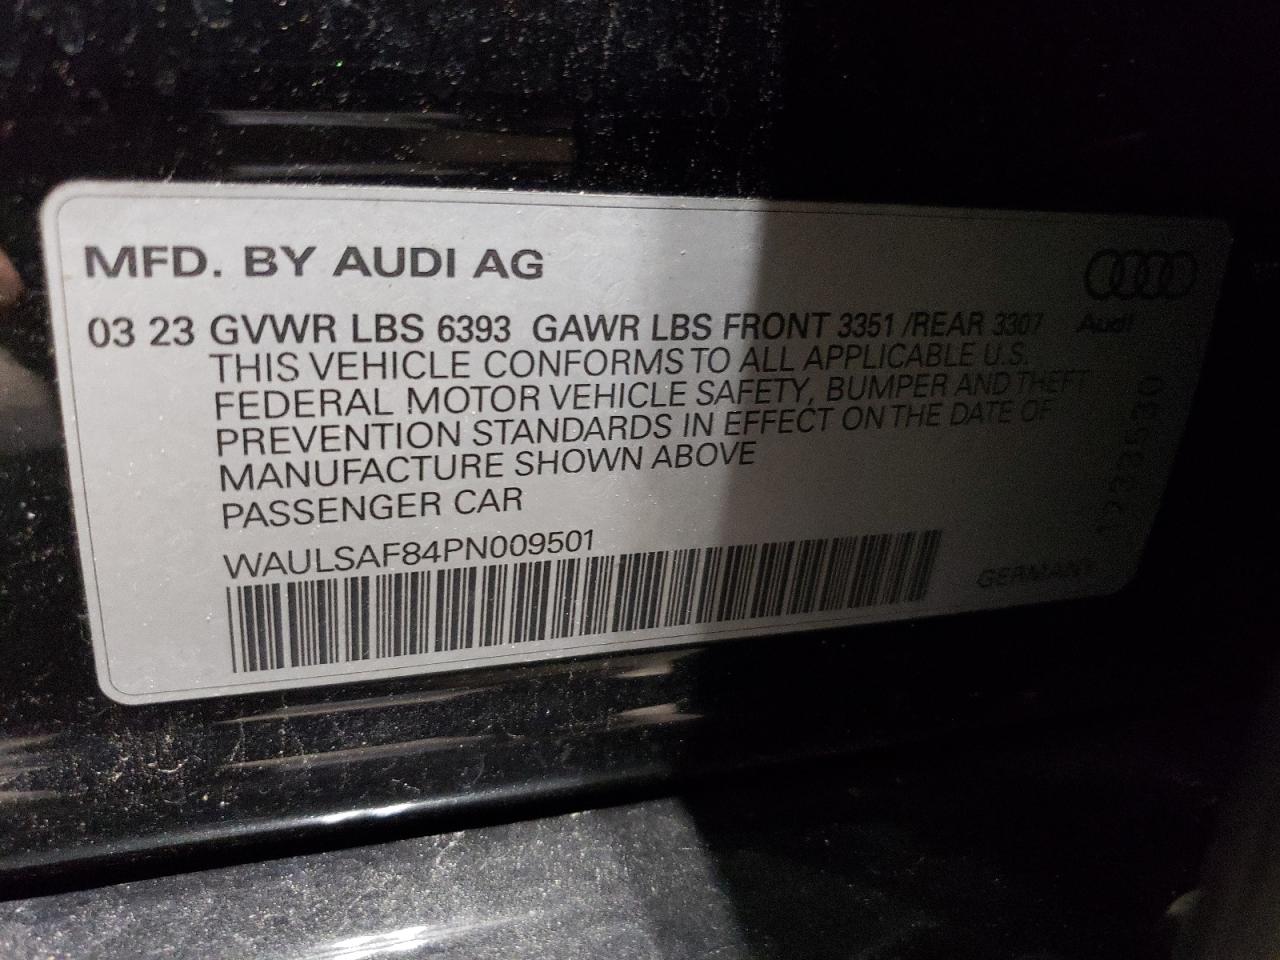 MFD. BY AUDI AG
03 23 GVWR LBS 6393 GAWR LBS FRONT 3351 /REAR 3307
Audi
THIS VEHICLE CONFORMS TO ALL APPLICABLE U.S.
FEDERAL MOTOR VEHICLE SAFETY, BUMPER AND THEFT
PREVENTION STANDARDS IN EFFECT ON THE DATE OF
MANUFACTURE SHOWN ABOVE
PASSENGER CAR
WAULSAF84PN009501
GERMANY